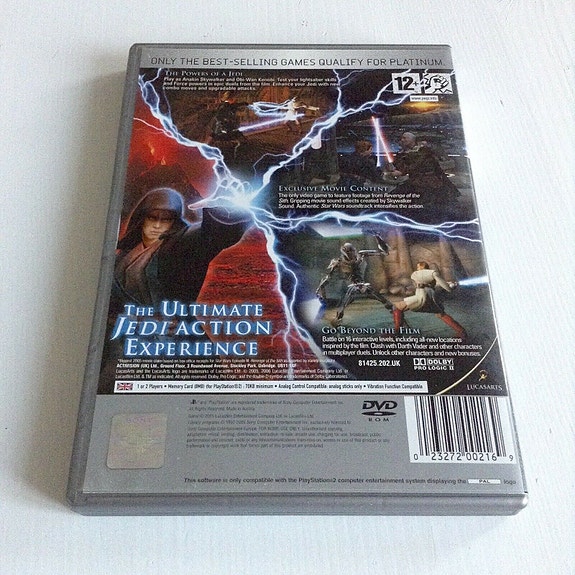 ONLY THE BEST-SELLING GAMES QUALIFY FOR PLATINUM.
THE POWERS OF A JEDI
Play as Anakin Skywalker and Obi-Wan Kenobi. Test your lightsaber skills
and Force powers in epic duels from the film. Enhance your Jedi with new
combo moves and upgradable attacks.
12+
www.pegi.info
EXCLUSIVE MOVIE CONTENT
The only video game to feature footage from Revenge of the
Sith. Gripping movie sound effects created by Skywalker
Sound. Authentic Star Wars soundtrack intensifies the action.
THE ULTIMATE
JEDI ACTION
EXPERIENCE
GO BEYOND THE FILM
Battle on 16 interactive levels, including all-new locations
inspired by the film. Clash with Darth Vader and other characters
in multiplayer duels. Unlock other characters and new bonuses.
81425.202.UK
DOLBY
PRO LOGIC II
LUCASARTS
1 or 2 Players • Memory Card (8MB) (for PlayStation®2) : 70KB minimum • Analog Control Compatible: analog sticks only • Vibration Function Compatible
DVD
ROM
0 23272 00216 9
This software is only compatible with the PlayStation2 computer entertainment system displaying the PAL logo